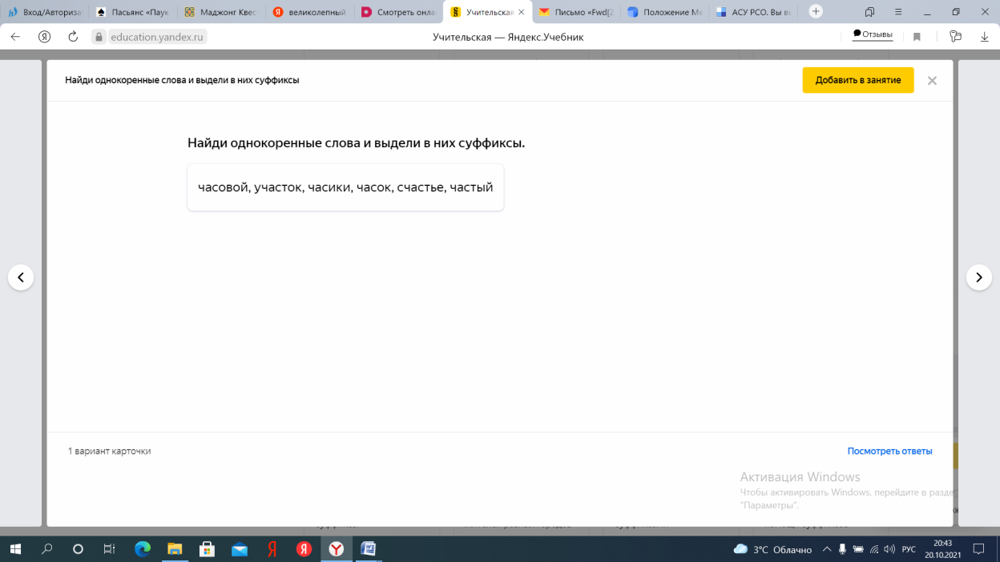 Вход/Авториза
Пасьянс «Паук
Маджонг Квес
великолепный
Смотреть онла
Учительская
Письмо «Fwd[2
Положение Ме
АСУ РСО. Вы в
education.yandex.ru
Учительская — Яндекс.Учебник
Отзывы
Найди однокоренные слова и выдели в них суффиксы
Добавить в занятие
Найди однокоренные слова и выдели в них суффиксы.
часовой, участок, часики, часок, счастье, частый
1 вариант карточки
Посмотреть ответы
Активация Windows
Чтобы активировать Windows, перейдите в разде
"Параметры".
3°C Облачно
РУС
20:43
20.10.2021